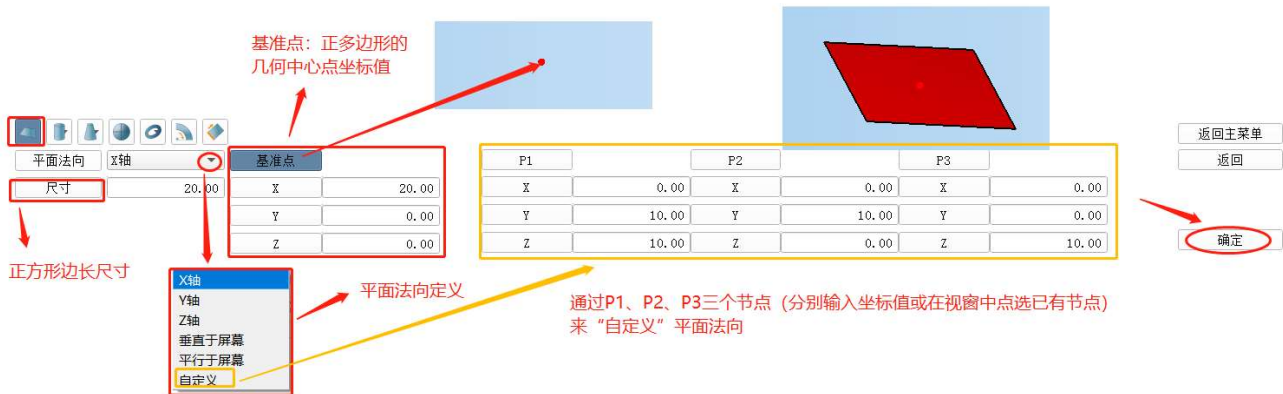 基准点：正多边形的
几何中心点坐标值
返回主菜单
平面法向 X轴 基准点 P1 P2 P3 返回
尺寸 20.00 X 20.00 X 0.00 X 0.00 X 0.00
Y 0.00 Y 10.00 Y 10.00 Y 0.00
Z 0.00 Z 10.00 Z 0.00 Z 10.00 确定
正方形边长尺寸
X轴
Y轴
Z轴
垂直于屏幕
平行于屏幕
自定义
平面法向定义
通过P1、P2、P3三个节点（分别输入坐标值或在视窗中点选已有节点）
来“自定义”平面法向